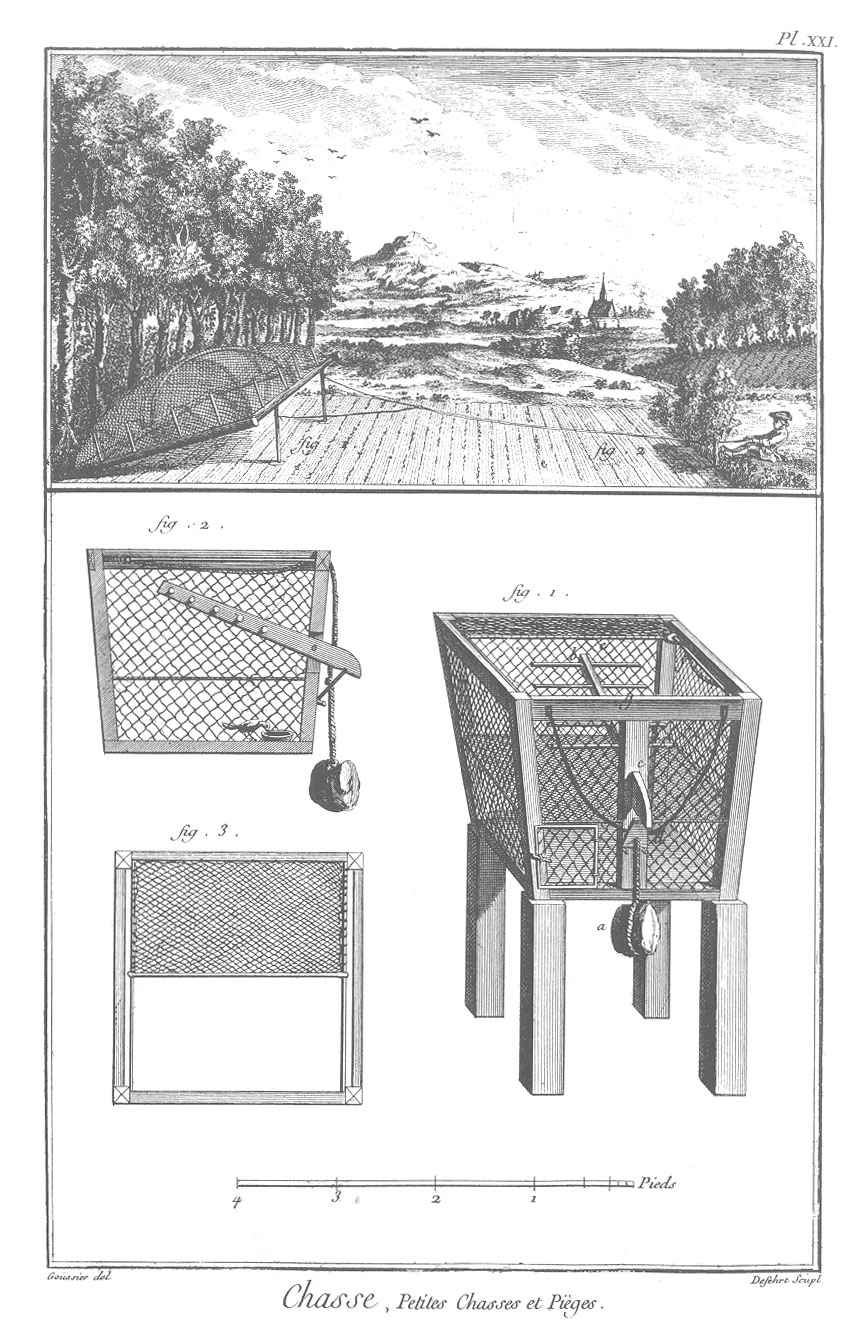 Pl. XXI.
fig. 1
fig. 2
fig. 2.
fig. 1.
fig. 3.
c
d
a
4 3 2 1 Pieds
Goussier del
Defehrt Sculp
Chasse, Petites Chasses et Pièges.